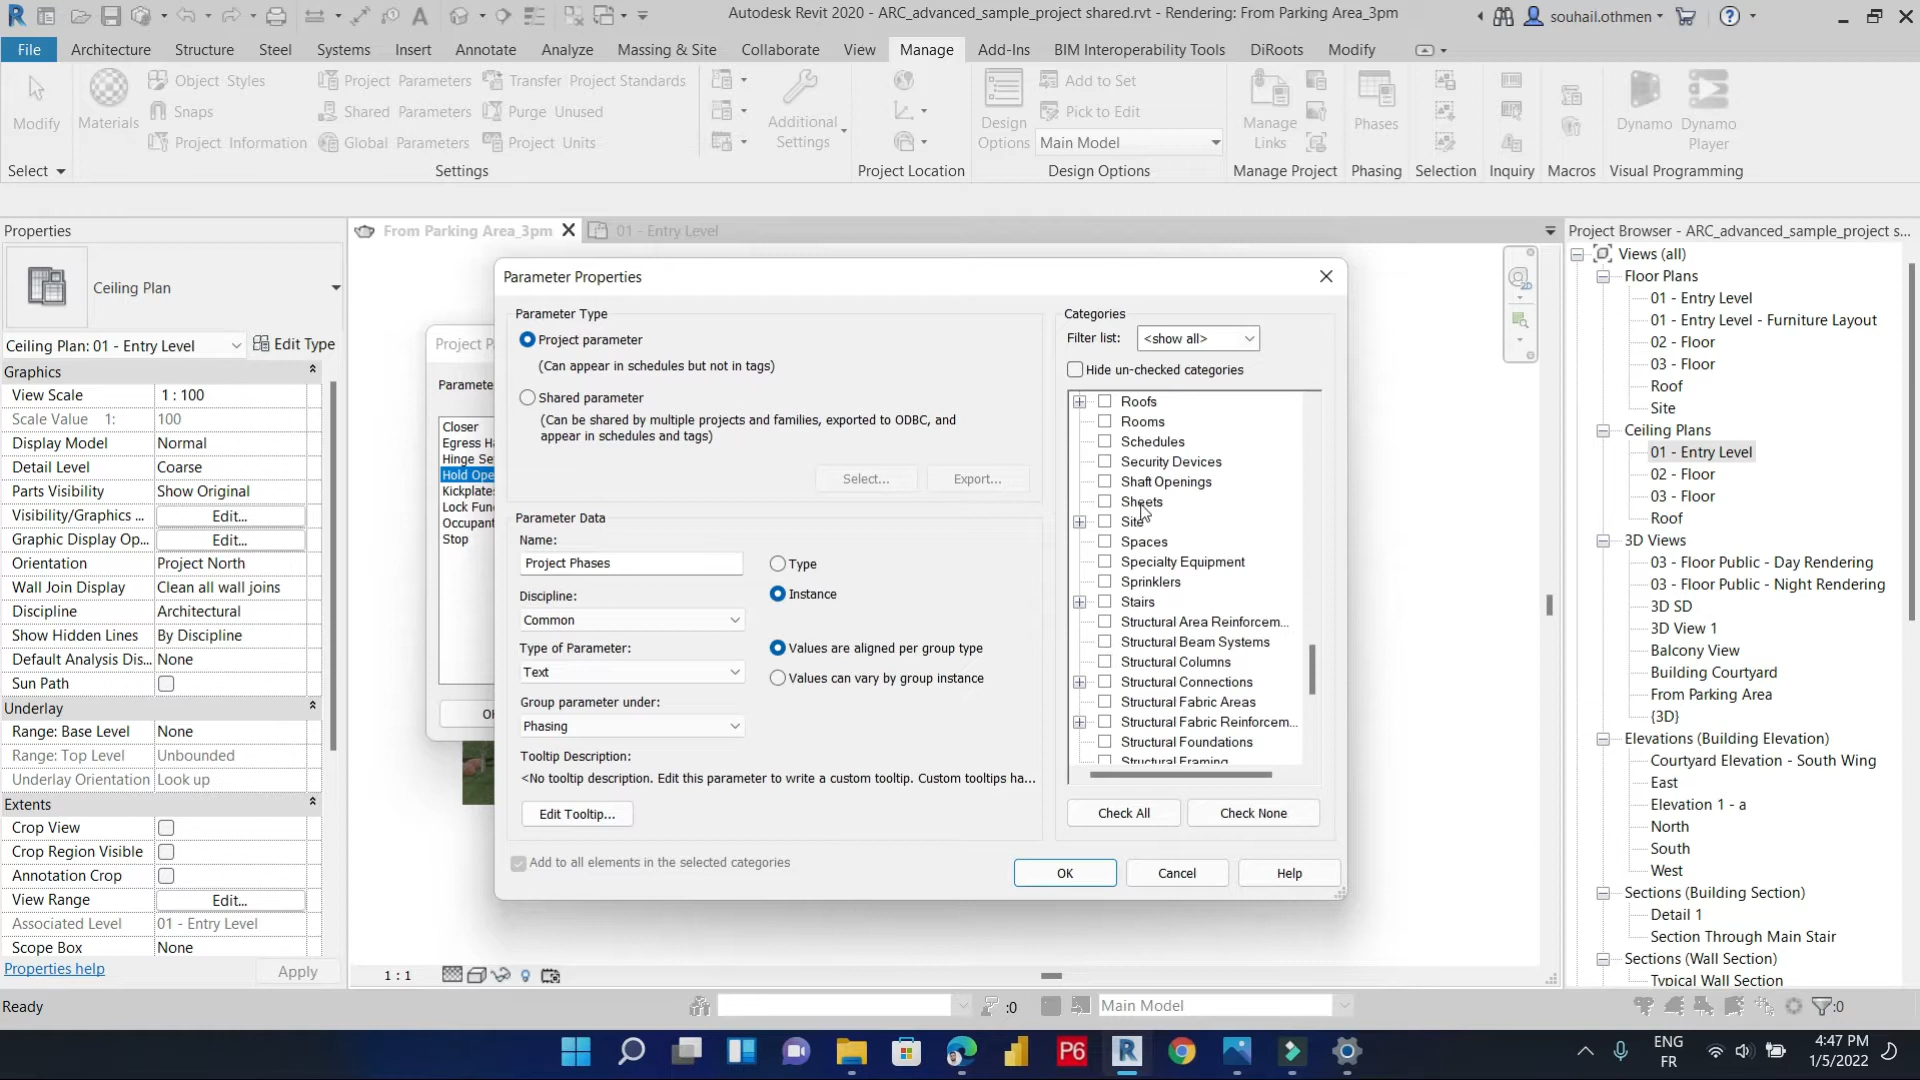 Autodesk Revit 2020 - ARC_advanced_sample_project shared.rvt - Rendering: From Parking Area_3pm
souhail.othmen
File Architecture Structure Steel Systems Insert Annotate Analyze Massing & Site Collaborate View Manage Add-Ins BIM Interoperability Tools DiRoots Modify
Modify
Materials
Object Styles
Snaps
Project Information
Project Parameters
Shared Parameters
Global Parameters
Transfer Project Standards
Purge Unused
Project Units
Additional Settings
Design Options
Add to Set
Pick to Edit
Main Model
Manage Links
Phases
Dynamo
Dynamo Player
Select
Settings
Project Location
Design Options
Manage Project
Phasing
Selection
Inquiry
Macros
Visual Programming
Properties
Ceiling Plan
Ceiling Plan: 01 - Entry Level
Edit Type
Graphics
View Scale 1 : 100
Scale Value 1: 100
Display Model Normal
Detail Level Coarse
Parts Visibility Show Original
Visibility/Graphics ... Edit...
Graphic Display Op... Edit...
Orientation Project North
Wall Join Display Clean all wall joins
Discipline Architectural
Show Hidden Lines By Discipline
Default Analysis Dis... None
Sun Path
Underlay
Range: Base Level None
Range: Top Level Unbounded
Underlay Orientation Look up
Extents
Crop View
Crop Region Visible
Annotation Crop
View Range Edit...
Associated Level 01 - Entry Level
Scope Box None
Properties help
Apply
From Parking Area_3pm
01 - Entry Level
Project P
Paramete
Closer
Egress Ha
Hinge Se
Hold Ope
Kickplate
Lock Fun
Occupan
Stop
Parameter Properties
Parameter Type
Project parameter
(Can appear in schedules but not in tags)
Shared parameter
(Can be shared by multiple projects and families, exported to ODBC, and
appear in schedules and tags)
Select...
Export...
Parameter Data
Name:
Project Phases
Type
Discipline:
Instance
Common
Type of Parameter:
Values are aligned per group type
Text
Values can vary by group instance
Group parameter under:
Phasing
Tooltip Description:
<No tooltip description. Edit this parameter to write a custom tooltip. Custom tooltips ha...
Edit Tooltip...
Add to all elements in the selected categories
Categories
Filter list: <show all>
Hide un-checked categories
Roofs
Rooms
Schedules
Security Devices
Shaft Openings
Sheets
Site
Spaces
Specialty Equipment
Sprinklers
Stairs
Structural Area Reinforcem...
Structural Beam Systems
Structural Columns
Structural Connections
Structural Fabric Areas
Structural Fabric Reinforcem...
Structural Foundations
Structural Framing
Check All
Check None
OK
Cancel
Help
Project Browser - ARC_advanced_sample_project s...
Views (all)
Floor Plans
01 - Entry Level
01 - Entry Level - Furniture Layout
02 - Floor
03 - Floor
Roof
Site
Ceiling Plans
01 - Entry Level
02 - Floor
03 - Floor
Roof
3D Views
03 - Floor Public - Day Rendering
03 - Floor Public - Night Rendering
3D SD
3D View 1
Balcony View
Building Courtyard
From Parking Area
{3D}
Elevations (Building Elevation)
Courtyard Elevation - South Wing
East
Elevation 1 - a
North
South
West
Sections (Building Section)
Detail 1
Section Through Main Stair
Sections (Wall Section)
Typical Wall Section
1 : 1
Ready
:0
Main Model
:0
P6
ENG
FR
4:47 PM
1/5/2022